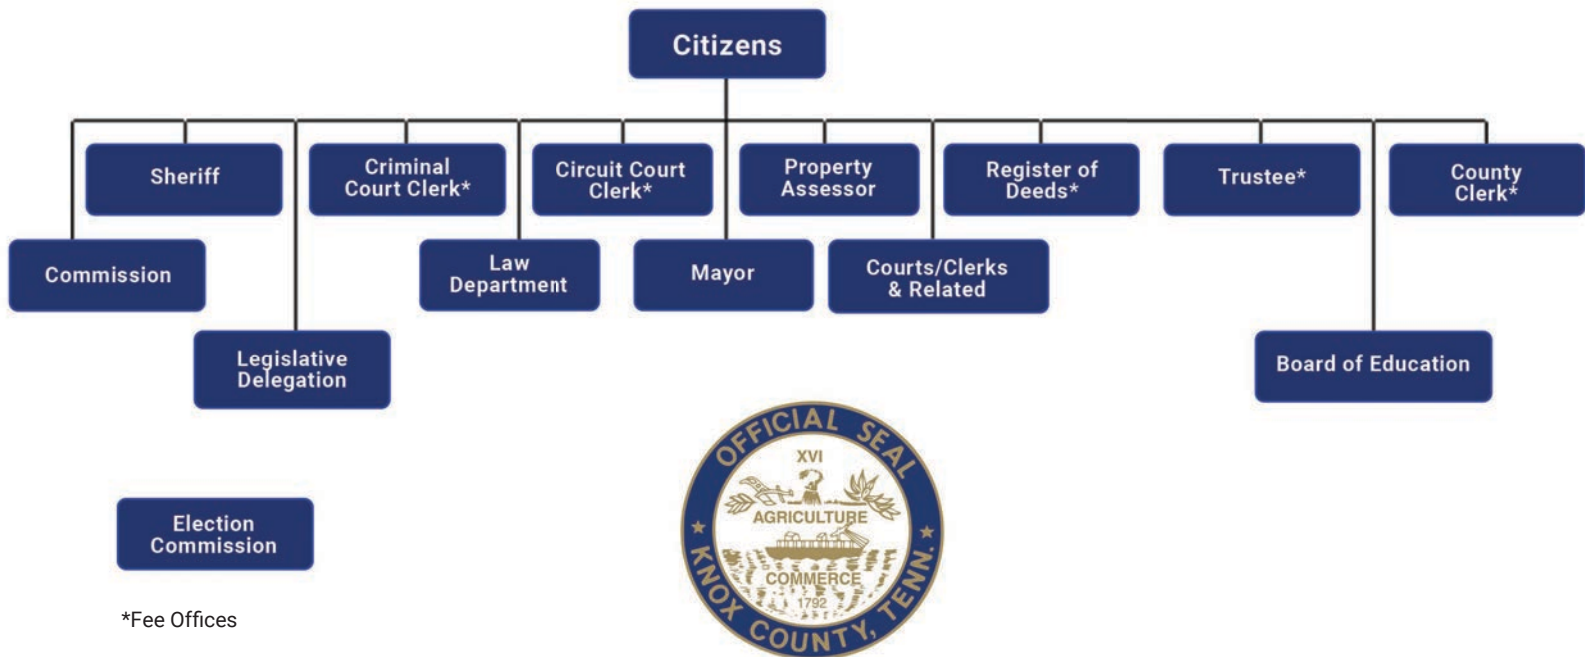 Citizens
Sheriff
Criminal
Court Clerk*
Circuit Court
Clerk*
Property
Assessor
Register of
Deeds*
Trustee*
County
Clerk*
Commission
Law
Department
Mayor
Courts/Clerks
& Related
Legislative
Delegation
Board of Education
OFFICIAL SEAL
XVI
AGRICULTURE
COMMERCE
1792
KNOX COUNTY, TENN.
Election
Commission
*Fee Offices